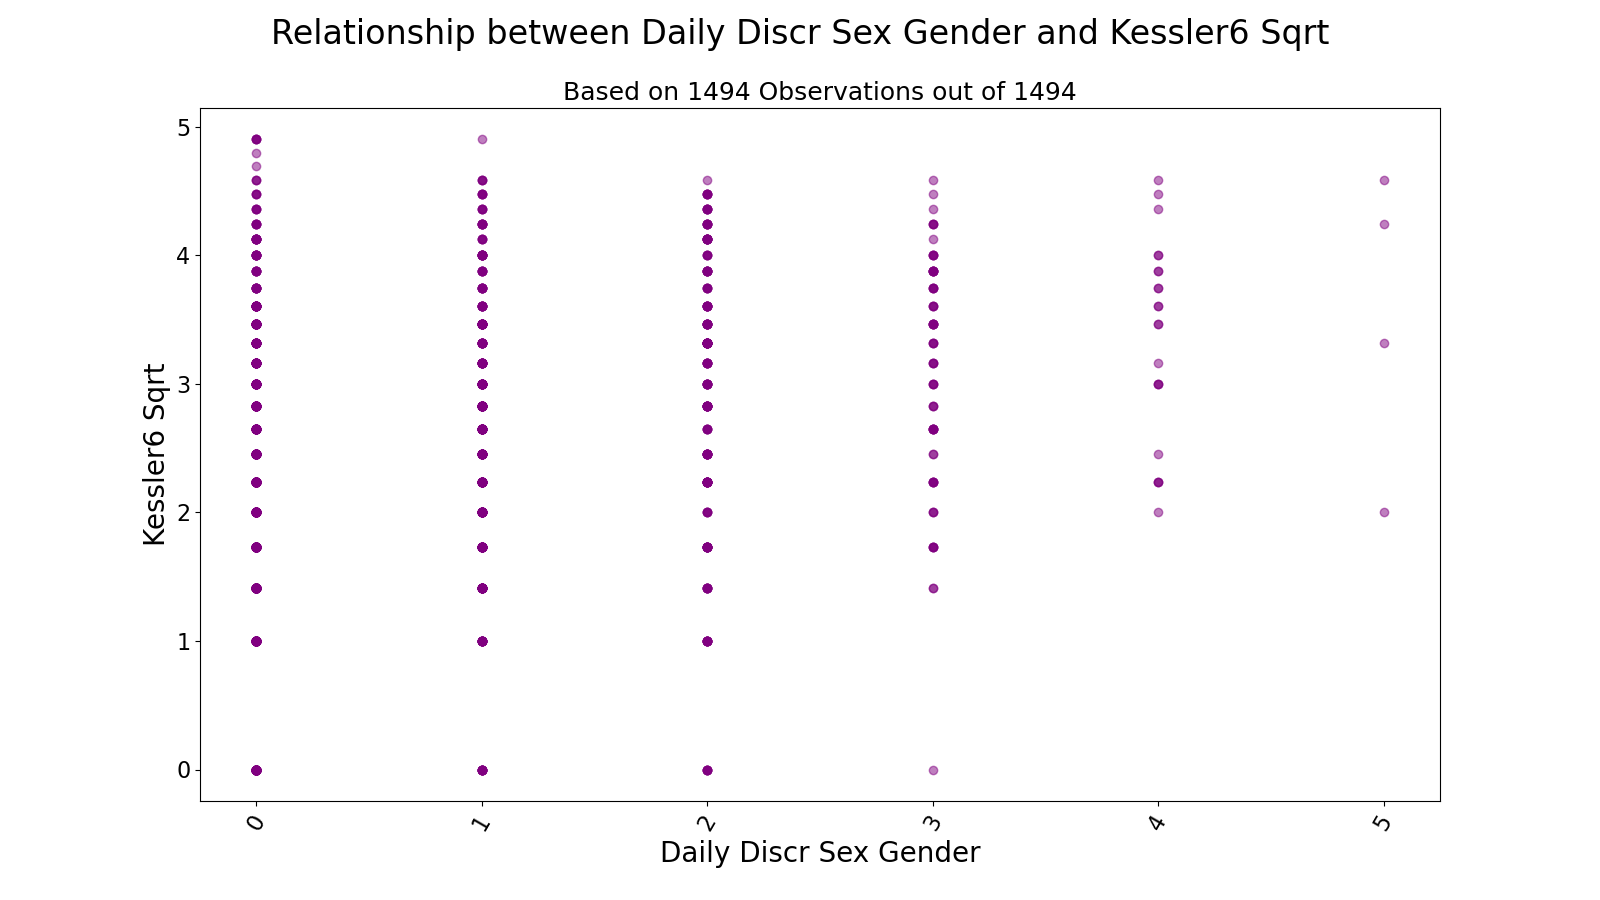 Relationship between Daily Discr Sex Gender and Kessler6 Sqrt
Based on 1494 Observations out of 1494
5
4
3
2
1
0
Kessler6 Sqrt
0 1 2 3 4 5
Daily Discr Sex Gender